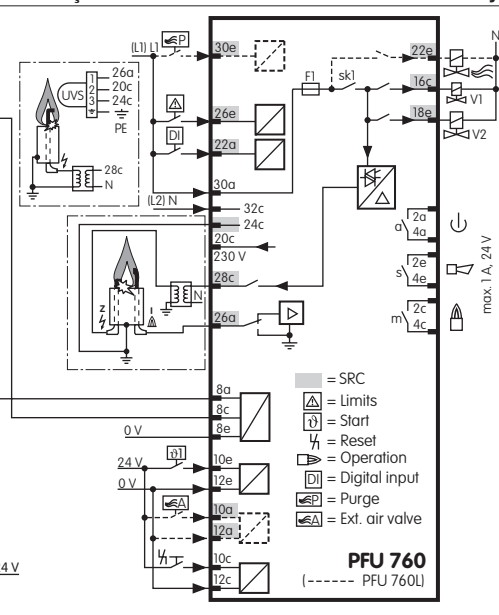 N
(L1) L1
P
30e
22e
F1
sk1
16c
V1
18e
V2
26a
20c
24c
PE
UVS
1
2
3
28c
N
26e
DI
22a
30a
(L2) N
32c
24c
20c
230 V
28c
N
26a
Z
I
a
2a
4a
s
2e
4e
m
2c
4c
max. 1 A, 24 V
8a
8c
8e
0 V
24 V
ϑ1
10e
0 V
12e
A
10a
12a
10c
12c
4 V
= SRC
= Limits
ϑ = Start
= Reset
= Operation
DI = Digital input
P = Purge
A = Ext. air valve
PFU 760
(------ PFU 760L)